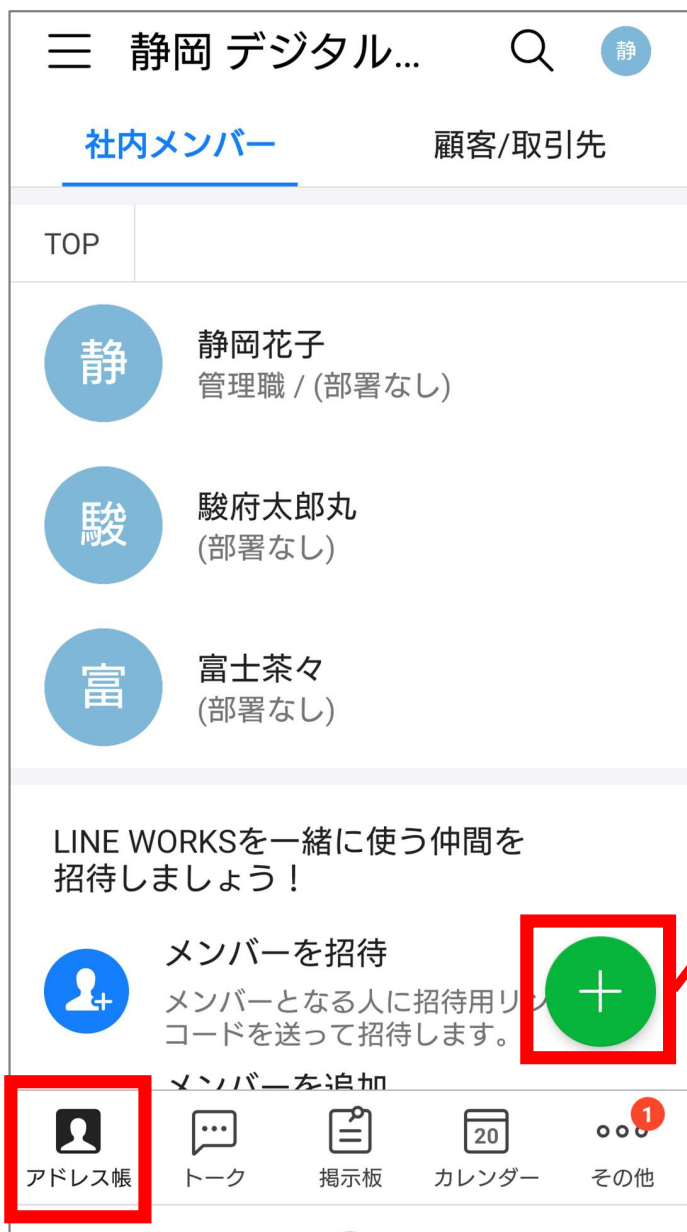 静岡 デジタル...
静
社内メンバー
顧客/取引先
TOP
静
静岡花子
管理職 / (部署なし)
駿
駿府太郎丸
(部署なし)
富
富士茶々
(部署なし)
LINE WORKSを一緒に使う仲間を
招待しましょう！
メンバーを招待
メンバーとなる人に招待用リン
コードを送って招待します。
メンバーを追加
20
1
アドレス帳
トーク
掲示板
カレンダー
その他